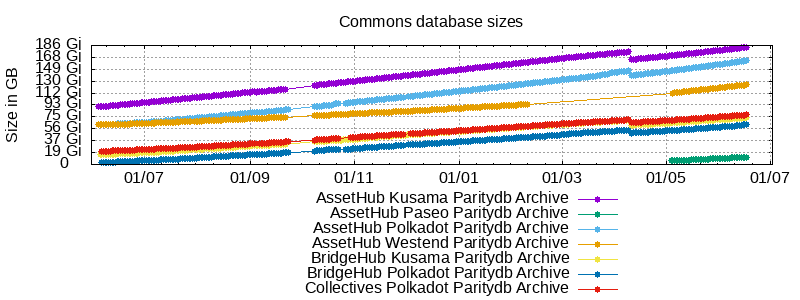 Commons database sizes
Size in GB
186 Gi
168 Gi
149 Gi
130 Gi
112 Gi
93 Gi
75 Gi
56 Gi
37 Gi
19 Gi
0
01/07 01/09 01/11 01/01 01/03 01/05 01/07
AssetHub Kusama Paritydb Archive
AssetHub Paseo Paritydb Archive
AssetHub Polkadot Paritydb Archive
AssetHub Westend Paritydb Archive
BridgeHub Kusama Paritydb Archive
BridgeHub Polkadot Paritydb Archive
Collectives Polkadot Paritydb Archive